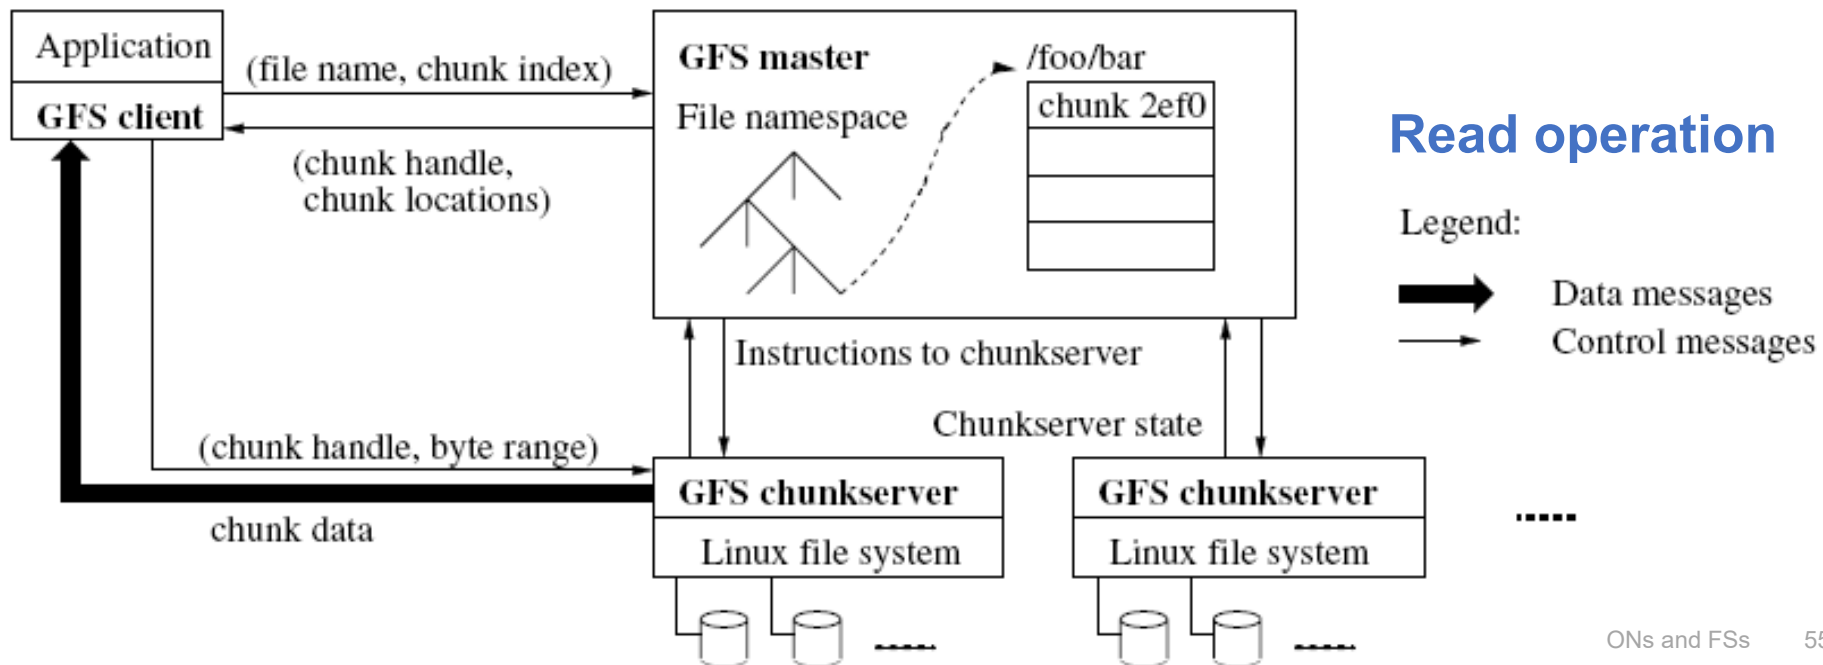 Application
GFS client
(file name, chunk index)
(chunk handle,
chunk locations)
GFS master
File namespace
/foo/bar
chunk 2ef0
Read operation
Legend:
Data messages
Control messages
Instructions to chunkserver
Chunkserver state
(chunk handle, byte range)
chunk data
GFS chunkserver
Linux file system
GFS chunkserver
Linux file system
ONs and FSs 55